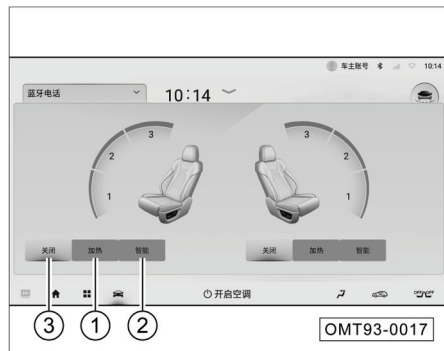 车主账号 10:14
蓝牙电话 10:14
3 3
2 2
1 1
关闭 加热 智能 关闭 加热 智能
开启空调
3 1 2
OMT93-0017